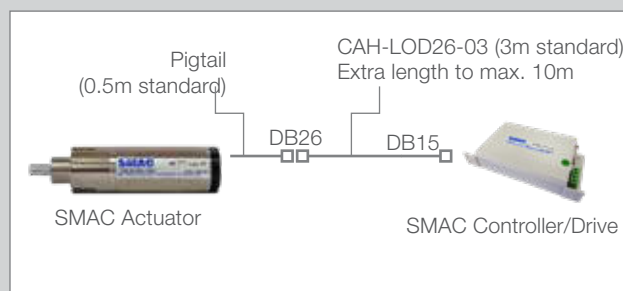 Pigtail
(0.5m standard)
CAH-LOD26-03 (3m standard)
Extra length to max. 10m
DB26
DB15
SMAC
SMAC Actuator
SMAC Controller/Drive